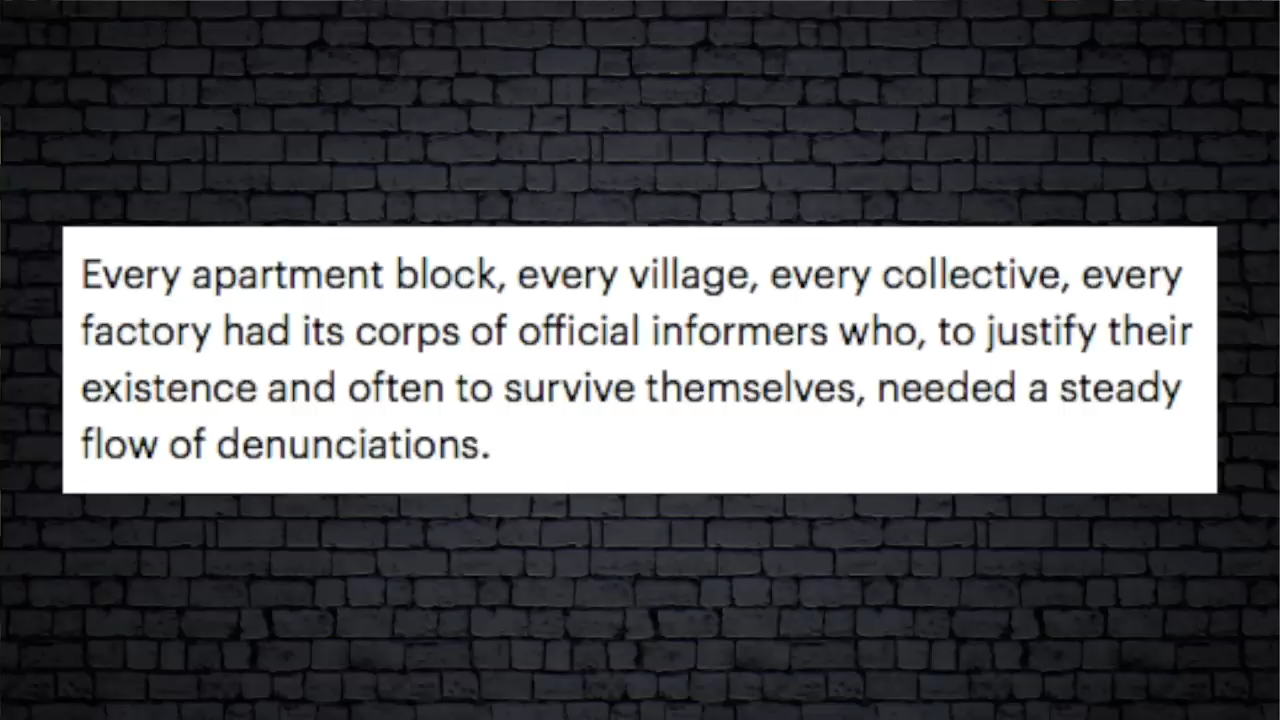 Every apartment block, every village, every collective, every
factory had its corps of official informers who, to justify their
existence and often to survive themselves, needed a steady
flow of denunciations.